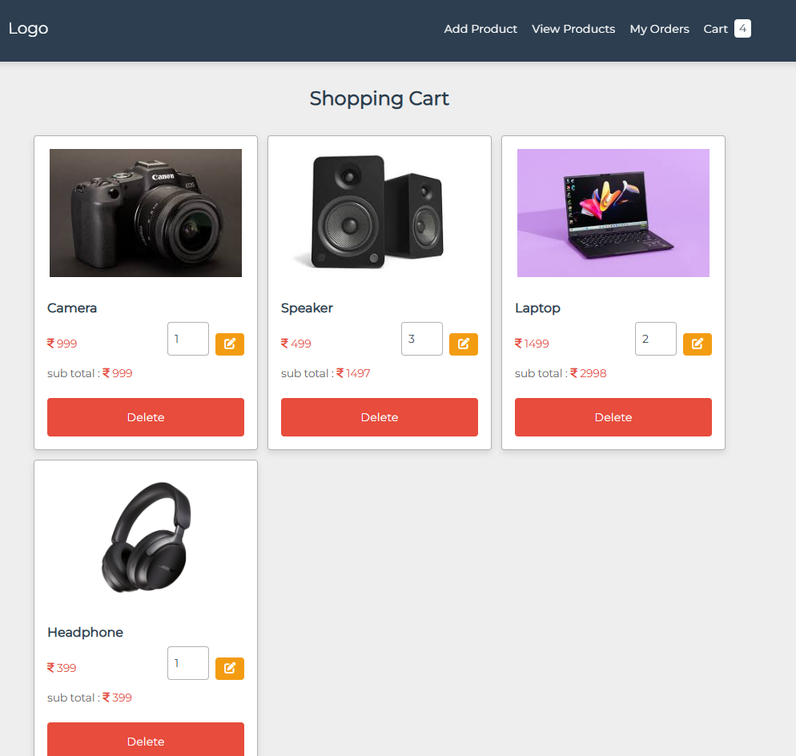 Logo
Add Product View Products My Orders Cart 4
Shopping Cart
Canon
EOS
Camera
₹ 999 1
sub total : ₹ 999
Delete
Speaker
₹ 499 3
sub total : ₹ 1497
Delete
Laptop
₹ 1499 2
sub total : ₹ 2998
Delete
Headphone
₹ 399 1
sub total : ₹ 399
Delete